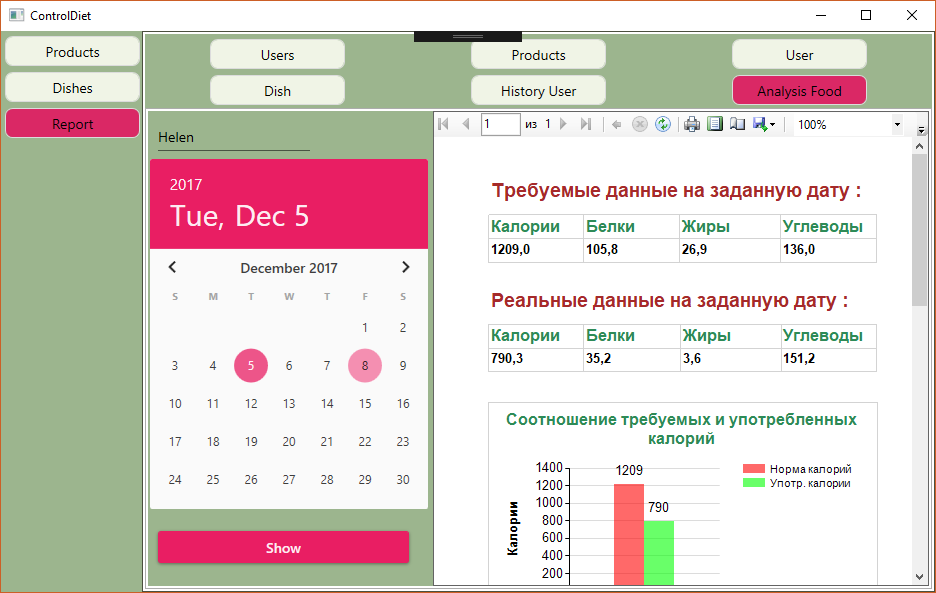 ControlDiet
Products
Dishes
Report
Users
Products
User
Dish
History User
Analysis Food
Helen
2017
Tue, Dec 5
December 2017
S M T W T F S
1 2
3 4 5 6 7 8 9
10 11 12 13 14 15 16
17 18 19 20 21 22 23
24 25 26 27 28 29 30
Show
1 из 1 100%
Требуемые данные на заданную дату :
Калории Белки Жиры Углеводы
1209,0 105,8 26,9 136,0
Реальные данные на заданную дату :
Калории Белки Жиры Углеводы
790,3 35,2 3,6 151,2
Соотношение требуемых и употребленных
калорий
Калории
1400
1200
1000
800
600
400
200
1209
790
Норма калорий
Употр. калории